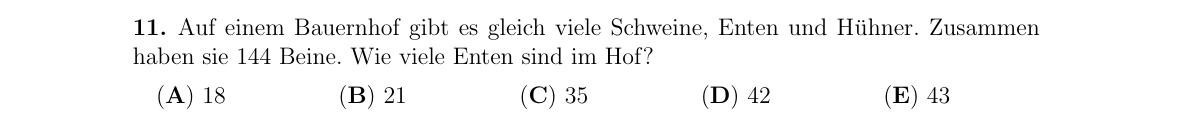 11. Auf einem Bauernhof gibt es gleich viele Schweine, Enten und Hühner. Zusammen
haben sie 144 Beine. Wie viele Enten sind im Hof?
(A) 18 (B) 21 (C) 35 (D) 42 (E) 43